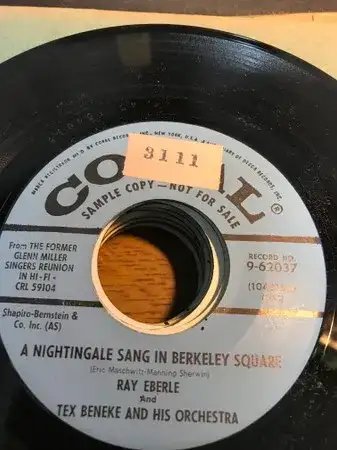 3111
SAMPLE COPY—NOT FOR SALE
From THE FORMER
GLENN MILLER
SINGERS REUNION
IN HI-FI -
CRL 59104
RECORD NO.
9-62037
Shapiro-Bernstein &
Co. Inc. (AS)
A NIGHTINGALE SANG IN BERKELEY SQUARE
(Eric Maschwitz-Manning Sherwin)
RAY EBERLE
And
TEX BENEKE AND HIS ORCHESTRA